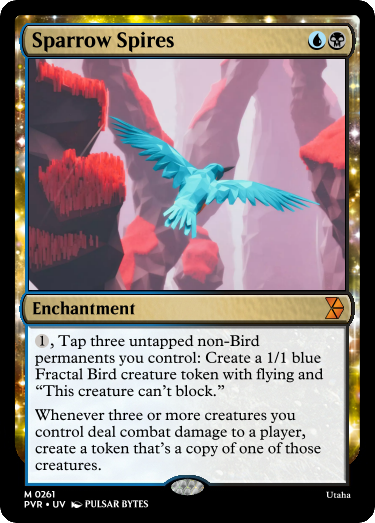 Sparrow Spires
Enchantment
1, Tap three untapped non-Bird
permanents you control: Create a 1/1 blue
Fractal Bird creature token with flying and
“This creature can’t block.”
Whenever three or more creatures you
control deal combat damage to a player,
create a token that’s a copy of one of those
creatures.
M 0261
Utaha
PVR • UV PULSAR BYTES